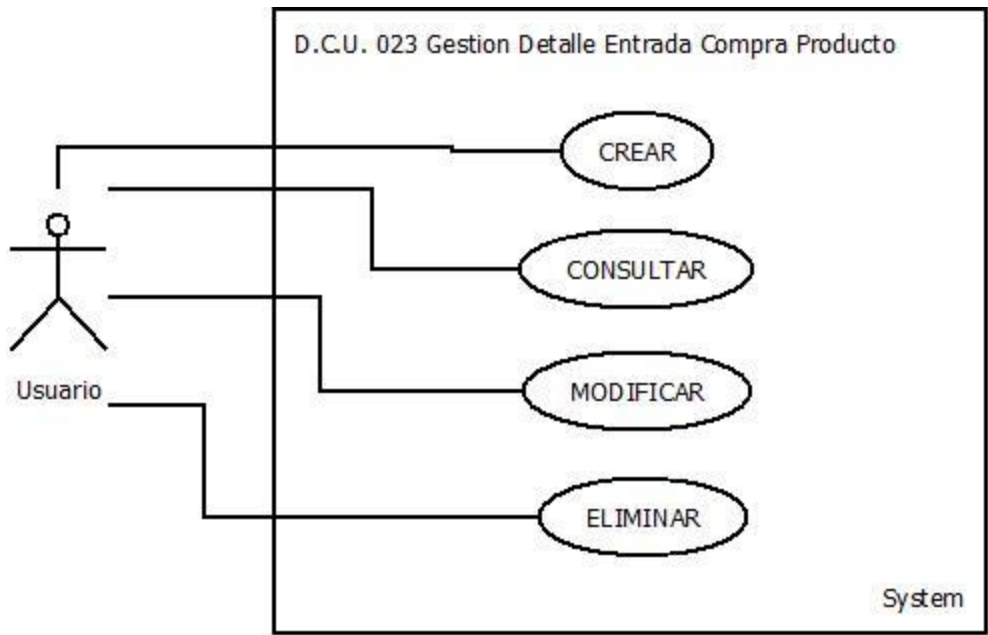 D.C.U. 023 Gestion Detalle Entrada Compra Producto
CREAR
CONSULTAR
MODIFICAR
Usuario
ELIMINAR
System